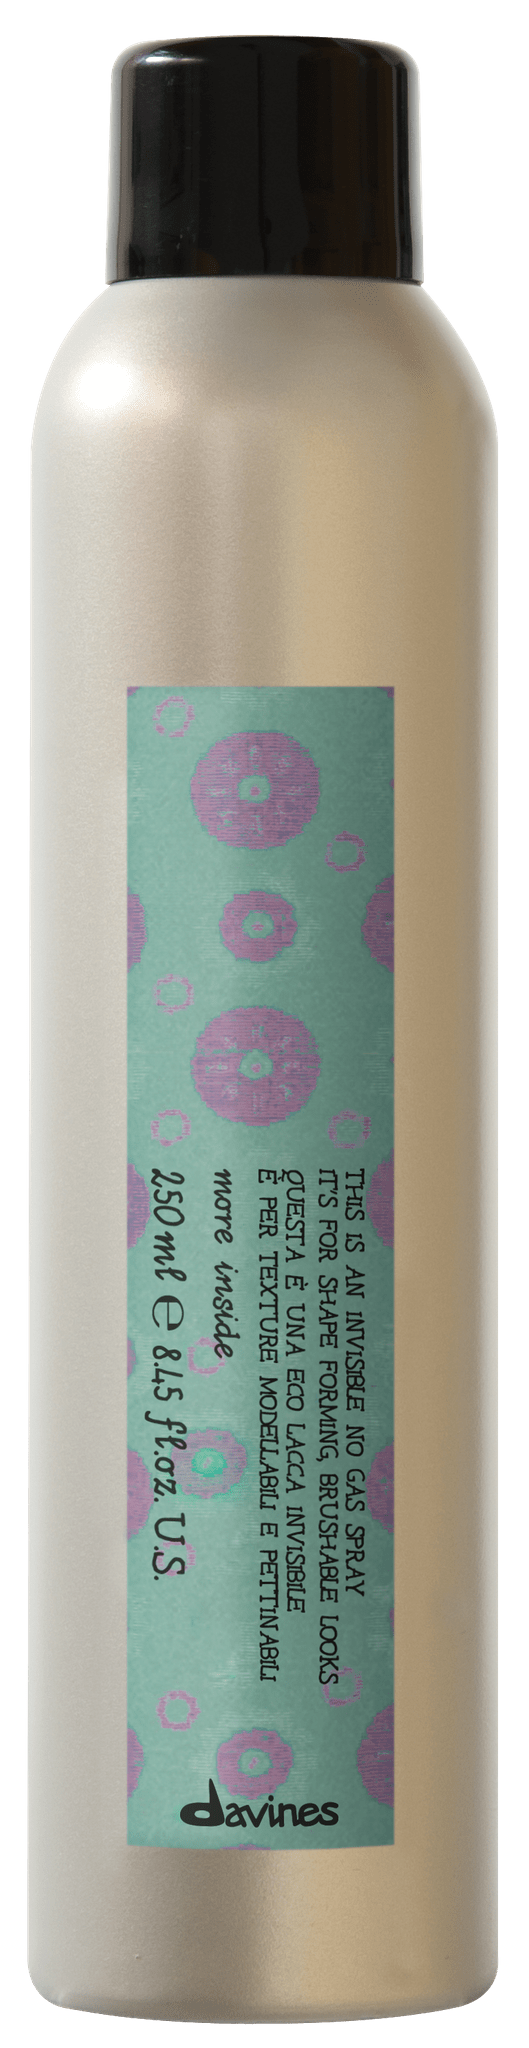 THIS IS AN INVISIBLE NO GAS SPRAY
IT'S FOR SHAPE FORMING, BRUSHABLE LOOKS
QUESTA È UNA ECO LACCA INVISIBILE
È PER TEXTURE MODELLABILI E PETTINABILI
more inside
250 ml ℮ 8.45 fl.oz. U.S.
davines